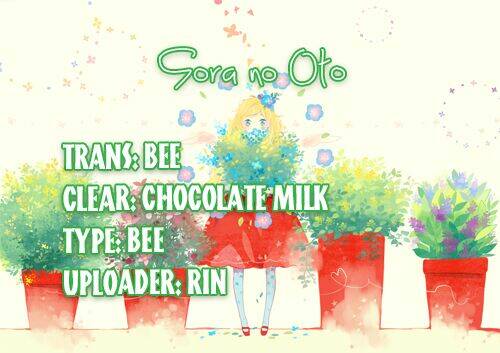 Sora no Oto
TRANS: BEE
CLEAR: CHOCOLATE MILK
TYPE: BEE
UPLOADER: RIN